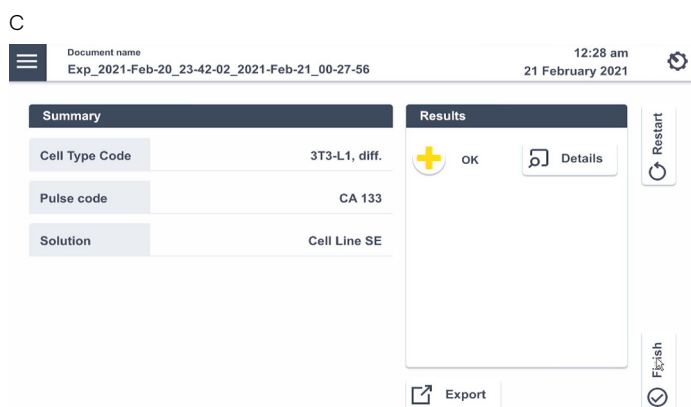 C
Document name
Exp_2021-Feb-20_23-42-02_2021-Feb-21_00-27-56
12:28 am
21 February 2021
Summary
Cell Type Code 3T3-L1, diff.
Pulse code CA 133
Solution Cell Line SE
Results
OK Details
Export
Restart
Finish